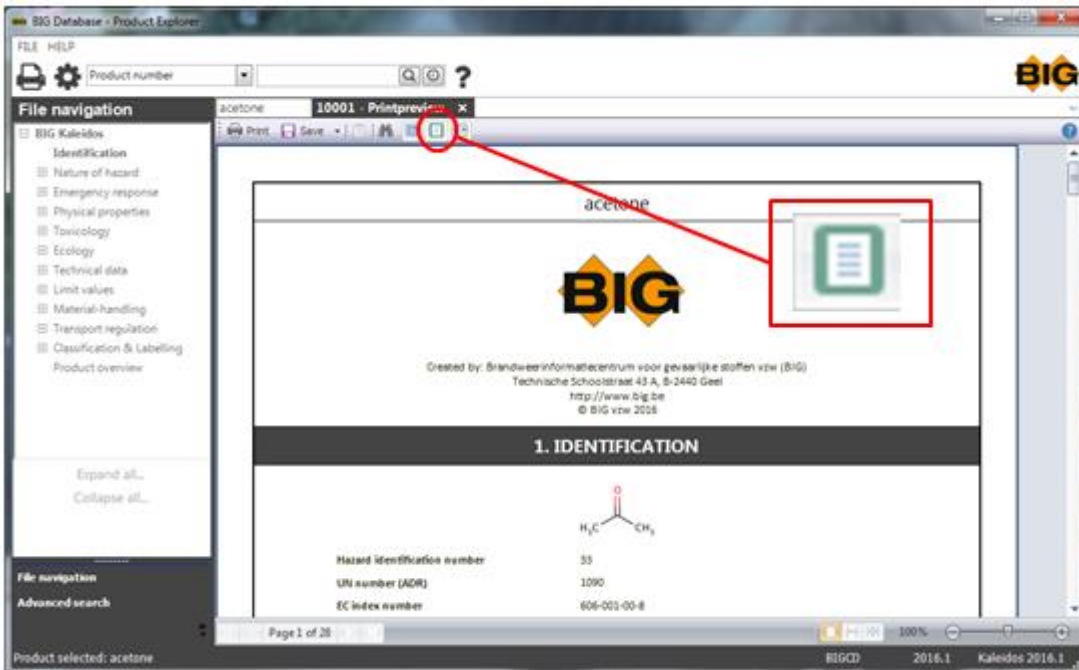 BIG Database - Product Explorer
FILE HELP
Product number
?
BIG
File navigation
acetone
10001 - Printpreview x
BIG Kaleidos
Print
Save
?
Identification
Nature of hazard
Emergency response
Physical properties
Toxicology
Ecology
Technical data
Limit values
Material-handling
Transport regulation
Classification & Labelling
Product overview
Expand all...
Collapse all...
File navigation
Advanced search
acetone
BIG
Created by: Brandweerinformatiecentrum voor gevaarlijke stoffen vzw (BIG)
Technische Schoolstraat 43 A, B-2440 Geel
http://www.big.be
© BIG vzw 2016
1. IDENTIFICATION
O
H₃C CH₃
Hazard identification number 33
UN number (ADR) 1090
EC index number 606-001-00-8
Page 1 of 28
100%
Product selected: acetone
BIGCD 2016.1 Kaleidos 2016.1